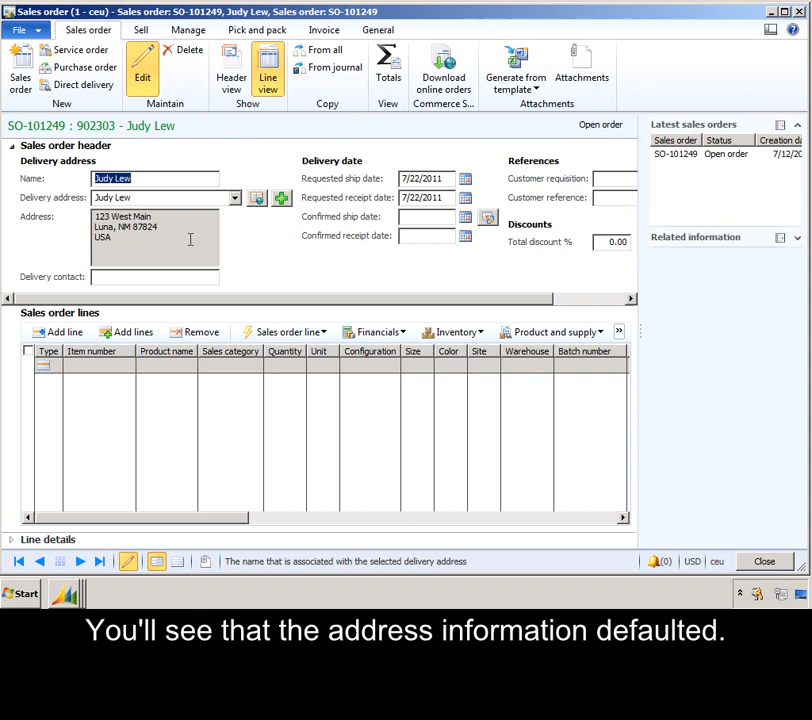 Sales order (1 - ceu) - Sales order: SO-101249, Judy Lew, Sales order: SO-101249
File Sales order Sell Manage Pick and pack Invoice General
Sales order
Service order
Purchase order
Direct delivery
New
Edit
Delete
Maintain
Header view
Line view
Show
From all
From journal
Copy
Totals
View
Download online orders
Commerce S...
Generate from template
Attachments
Attachments
SO-101249 : 902303 - Judy Lew
Open order
Sales order header
Delivery address
Name: Judy Lew
Delivery address: Judy Lew
Address: 123 West Main
Luna, NM 87824
USA
Delivery contact:
Delivery date
Requested ship date: 7/22/2011
Requested receipt date: 7/22/2011
Confirmed ship date:
Confirmed receipt date:
References
Customer requisition:
Customer reference:
Discounts
Total discount % 0.00
Latest sales orders
Sales order Status Creation da
SO-101249 Open order 7/12/20
Related information
Sales order lines
Add line Add lines Remove Sales order line Financials Inventory Product and supply »
Type Item number Product name Sales category Quantity Unit Configuration Size Color Site Warehouse Batch number
Line details
The name that is associated with the selected delivery address
(0) USD ceu Close
Start
You'll see that the address information defaulted.